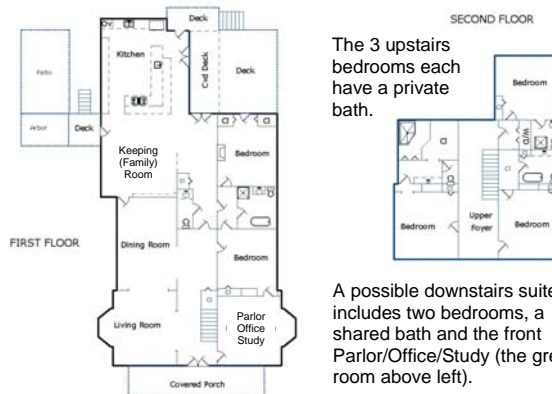 Deck
Deck
Cvd Deck
Kitchen
Patio
Arbor
Deck
Keeping
(Family)
Room
Bedroom
FIRST FLOOR
Dining Room
Bedroom
Living Room
Parlor
Office
Study
Covered Porch
SECOND FLOOR
The 3 upstairs
bedrooms each
have a private
bath.
Bedroom
W/D
Bedroom
Upper
Foyer
Bedroom
A possible downstairs suite
includes two bedrooms, a
shared bath and the front
Parlor/Office/Study (the gre
room above left).